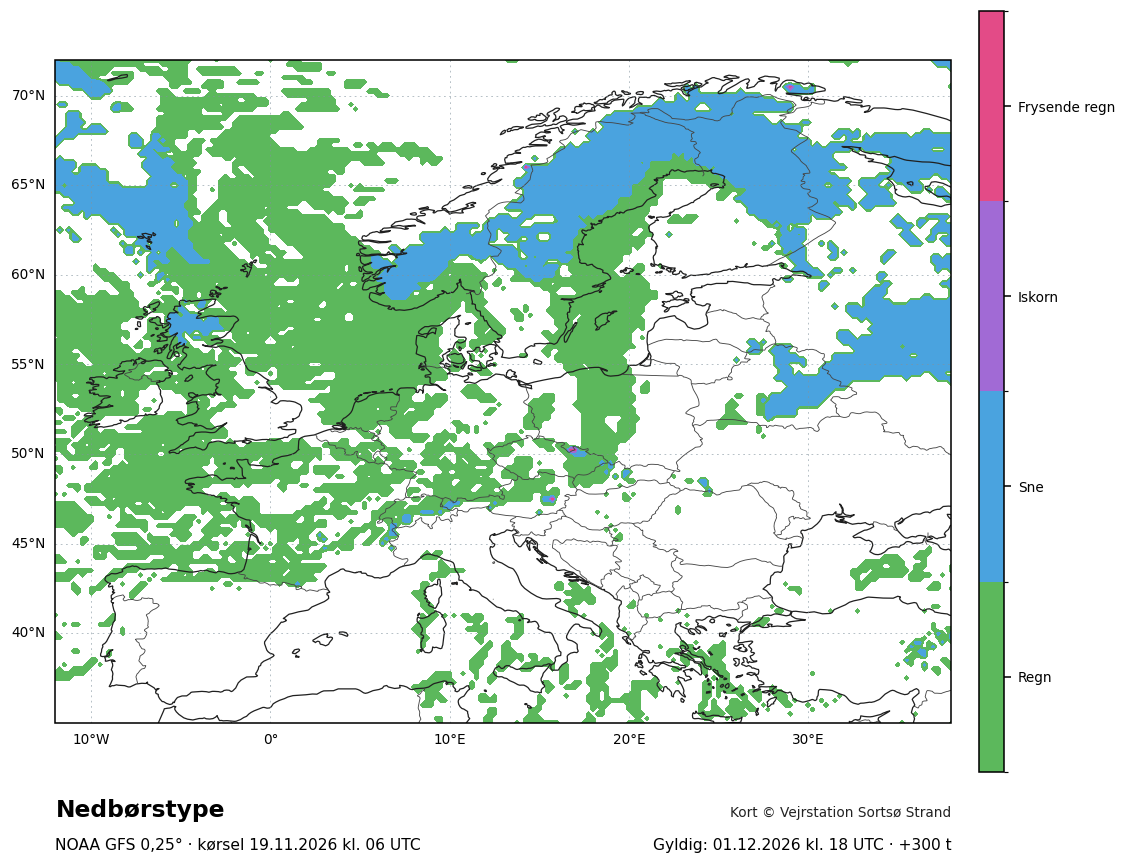 70°N
65°N
60°N
55°N
50°N
45°N
40°N
10°W
0°
10°E
20°E
30°E
Frysende regn
Iskorn
Sne
Regn
Nedbørstype
Kort © Vejrstation Sortsø Strand
NOAA GFS 0,25° · kørsel 19.11.2026 kl. 06 UTC
Gyldig: 01.12.2026 kl. 18 UTC · +300 t